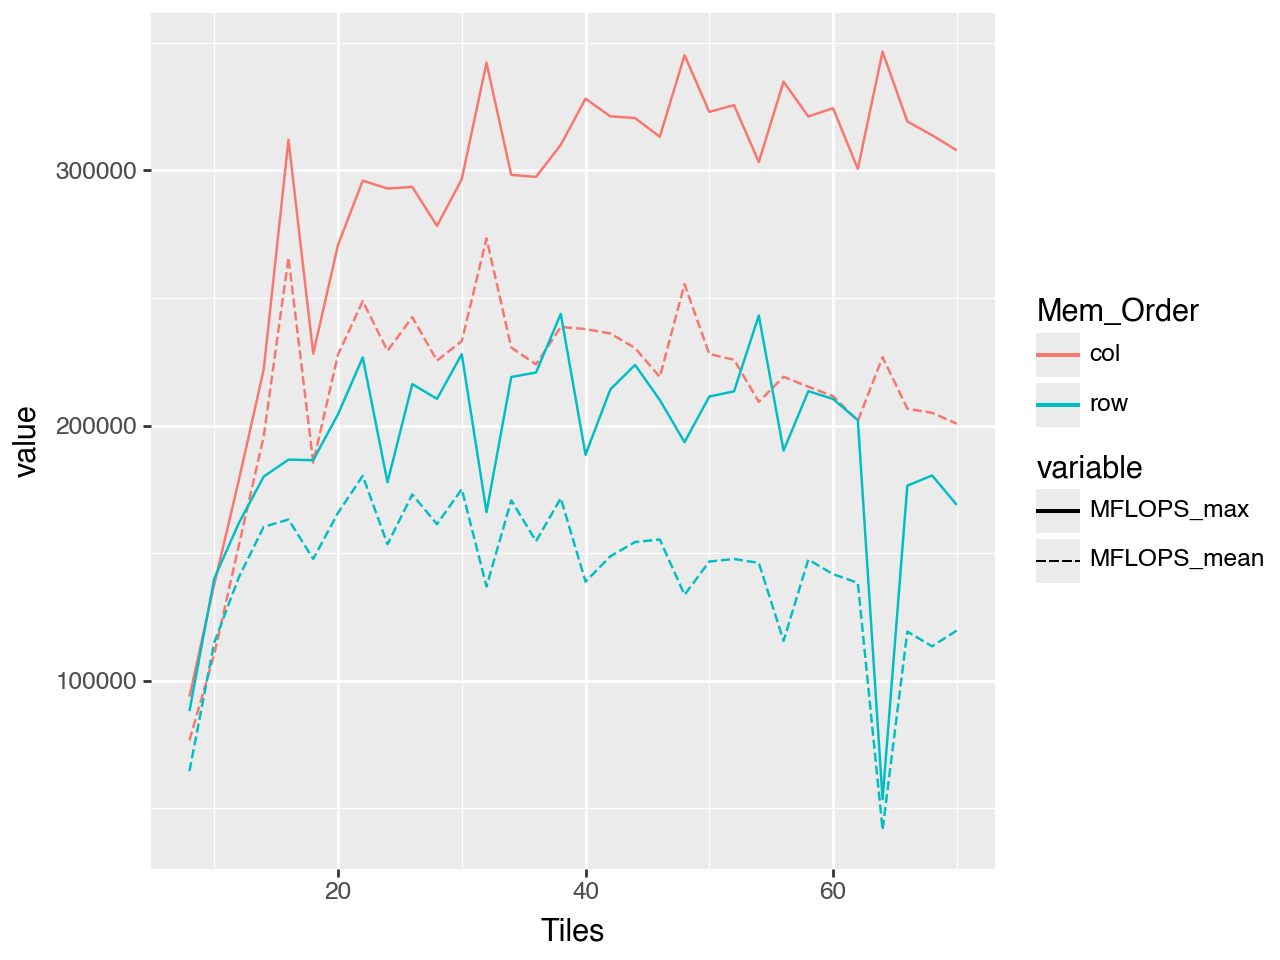 300000
200000
100000
value
20
40
60
Tiles
Mem_Order
col
row
variable
MFLOPS_max
MFLOPS_mean